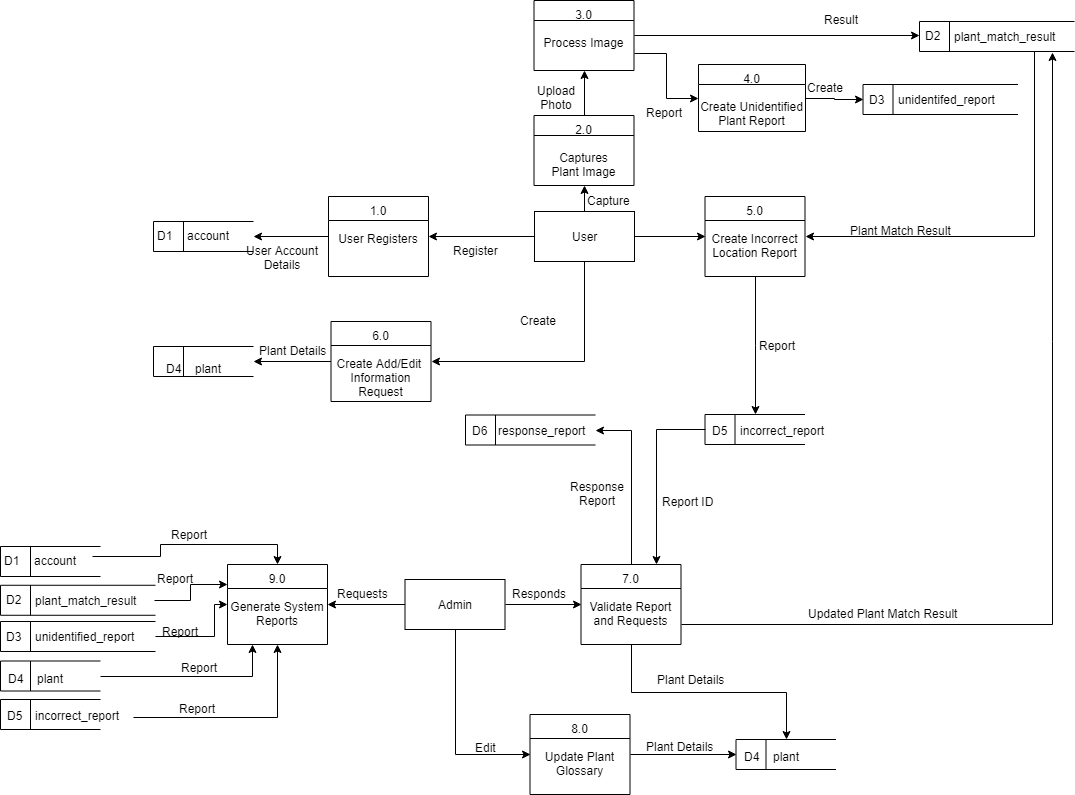 3.0
Process Image
Result
D2
plant_match_result
Upload
Photo
Report
4.0
Create Unidentified
Plant Report
Create
D3
unidentifed_report
2.0
Captures
Plant Image
Capture
D1
account
User Account
Details
1.0
User Registers
Register
User
5.0
Create Incorrect
Location Report
Plant Match Result
Create
D4
plant
Plant Details
6.0
Create Add/Edit
Information
Request
Report
D6
response_report
D5
incorrect_report
Response
Report
Report ID
Report
D1
account
Report
D2
plant_match_result
D3
unidentified_report
Report
D4
plant
Report
D5
incorrect_report
Report
9.0
Generate System
Reports
Requests
Admin
Responds
7.0
Validate Report
and Requests
Updated Plant Match Result
Plant Details
Edit
8.0
Update Plant
Glossary
Plant Details
D4
plant